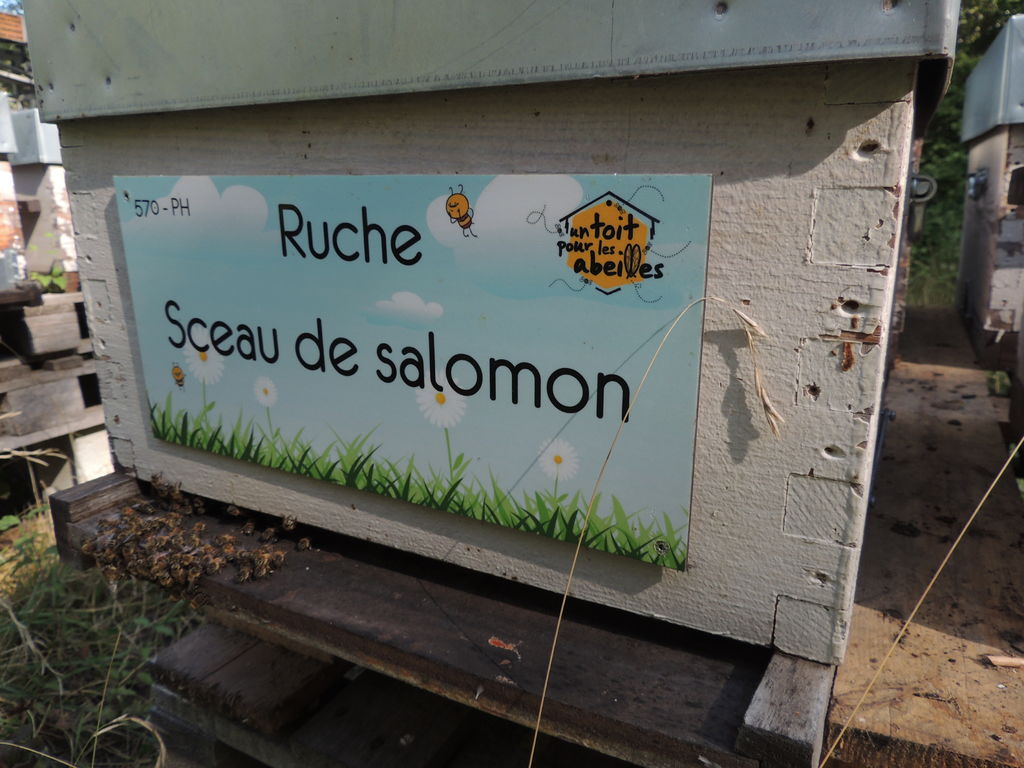 570-PH
Ruche
un toit
pour les
abeilles
Sceau de salomon